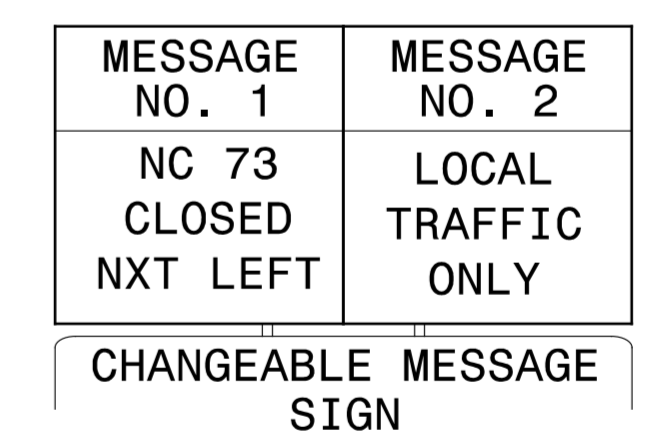 MESSAGE
NO. 1
MESSAGE
NO. 2
NC 73
CLOSED
NXT LEFT
LOCAL
TRAFFIC
ONLY
CHANGEABLE MESSAGE
SIGN